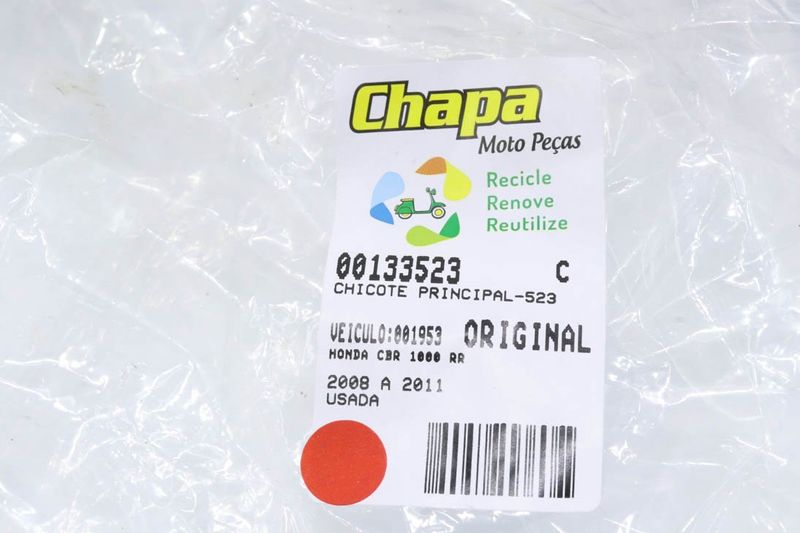 Chapa
Moto Peças
Recicle
Renove
Reutilize
00133523 C
CHICOTE PRINCIPAL-523
VEICULO:001953 ORIGINAL
HONDA CBR 1000 RR
2008 A 2011
USADA